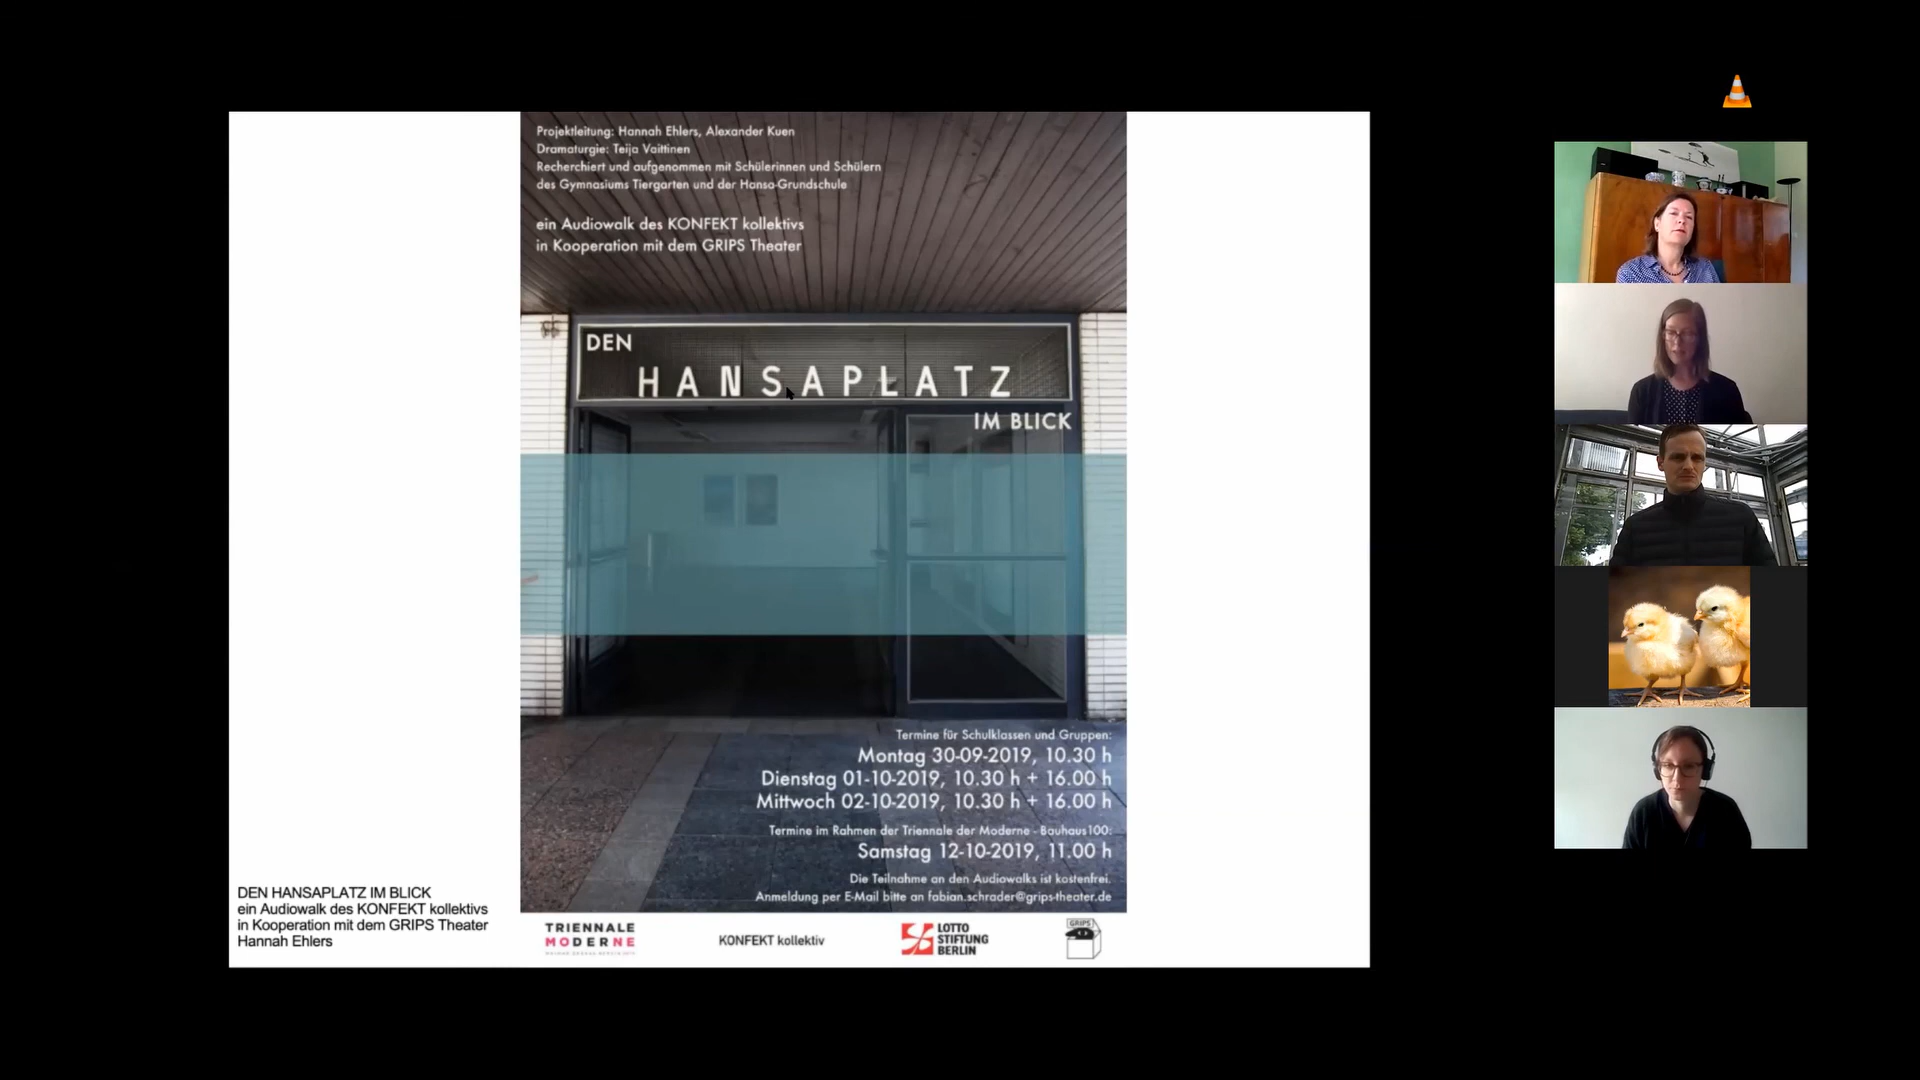 Projektleitung: Hannah Ehlers, Alexander Kuen
Dramaturgie: Teija Vaittinen
Recherchiert und aufgenommen mit Schülerinnen und Schülern
des Gymnasiums Tiergarten und der Hansa-Grundschule
ein Audiowalk des KONFEKT kollektivs
in Kooperation mit dem GRIPS Theater
DEN
HANSAPLATZ
IM BLICK
Termine für Schulklassen und Gruppen:
Montag 30-09-2019, 10.30 h
Dienstag 01-10-2019, 10.30 h + 16.00 h
Mittwoch 02-10-2019, 10.30 h + 16.00 h
Termine im Rahmen der Triennale der Moderne - Bauhaus100:
Samstag 12-10-2019, 11.00 h
Die Teilnahme an den Audiowalks ist kostenfrei.
Anmeldung per E-Mail bitte an fabian.schrader@grips-theater.de
DEN HANSAPLATZ IM BLICK
ein Audiowalk des KONFEKT kollektivs
in Kooperation mit dem GRIPS Theater
Hannah Ehlers
TRIENNALE
MODERNE
KONFEKT kollektiv
LOTTO
STIFTUNG
BERLIN
GRIPS